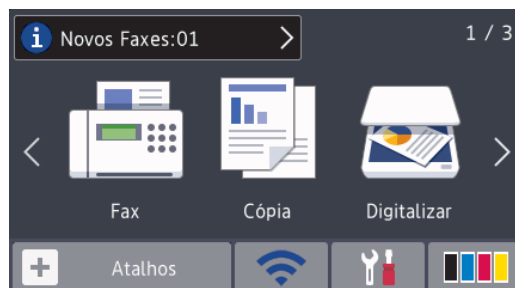 Novos Faxes:01
1 / 3
Fax
Cópia
Digitalizar
Atalhos